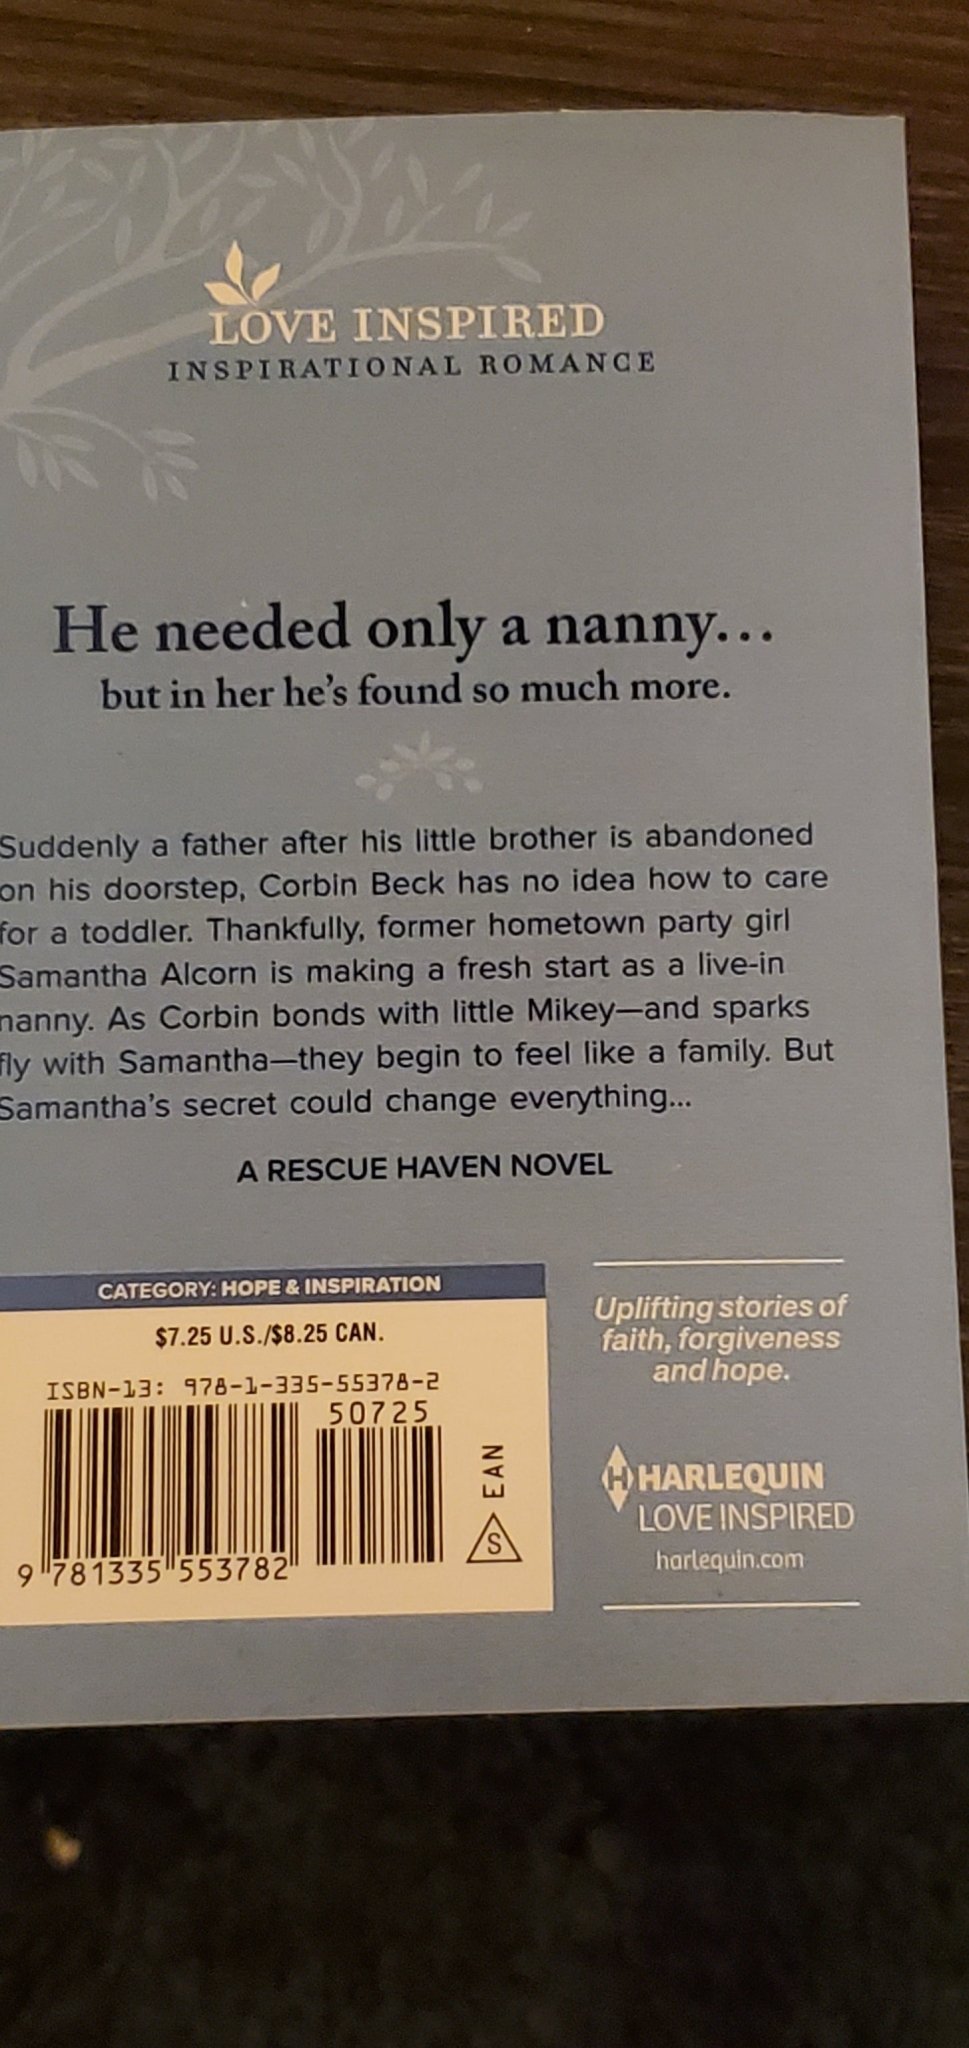 LOVE INSPIRED
INSPIRATIONAL ROMANCE
He needed only a nanny...
but in her he's found so much more.
Suddenly a father after his little brother is abandoned
on his doorstep, Corbin Beck has no idea how to care
for a toddler. Thankfully, former hometown party girl
Samantha Alcorn is making a fresh start as a live-in
nanny. As Corbin bonds with little Mikey—and sparks
fly with Samantha—they begin to feel like a family. But
Samantha's secret could change everything...
A RESCUE HAVEN NOVEL
CATEGORY: HOPE & INSPIRATION
$7.25 U.S./$8.25 CAN.
ISBN-13: 978-1-335-55378-2
50725
EAN
S
9 781335 553782
Uplifting stories of
faith, forgiveness
and hope.
H HARLEQUIN
LOVE INSPIRED
harlequin.com